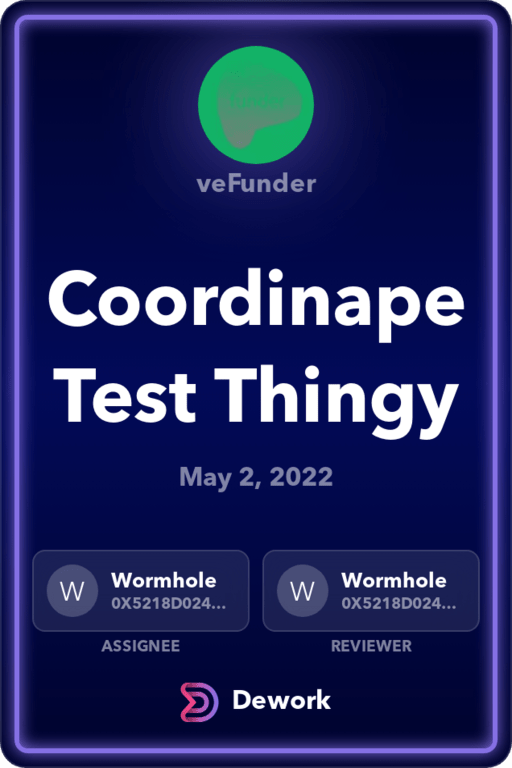 veFunder
Coordinape
Test Thingy
May 2, 2022
W
Wormhole
0X5218D024...
ASSIGNEE
W
Wormhole
0X5218D024...
REVIEWER
Dework